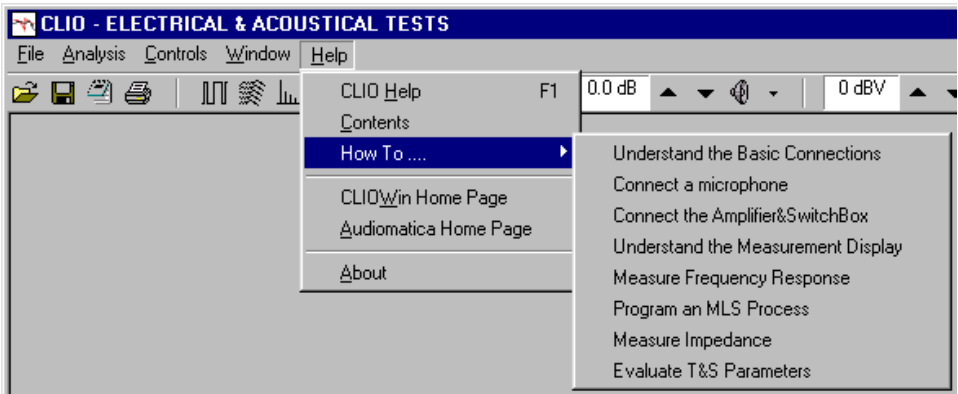 CLIO - ELECTRICAL & ACOUSTICAL TESTS
File Analysis Controls Window Help
0.0 dB 0 dBV
CLIO Help F1
Contents
How To ....
CLIOWin Home Page
Audiomatica Home Page
About
Understand the Basic Connections
Connect a microphone
Connect the Amplifier&SwitchBox
Understand the Measurement Display
Measure Frequency Response
Program an MLS Process
Measure Impedance
Evaluate T&S Parameters